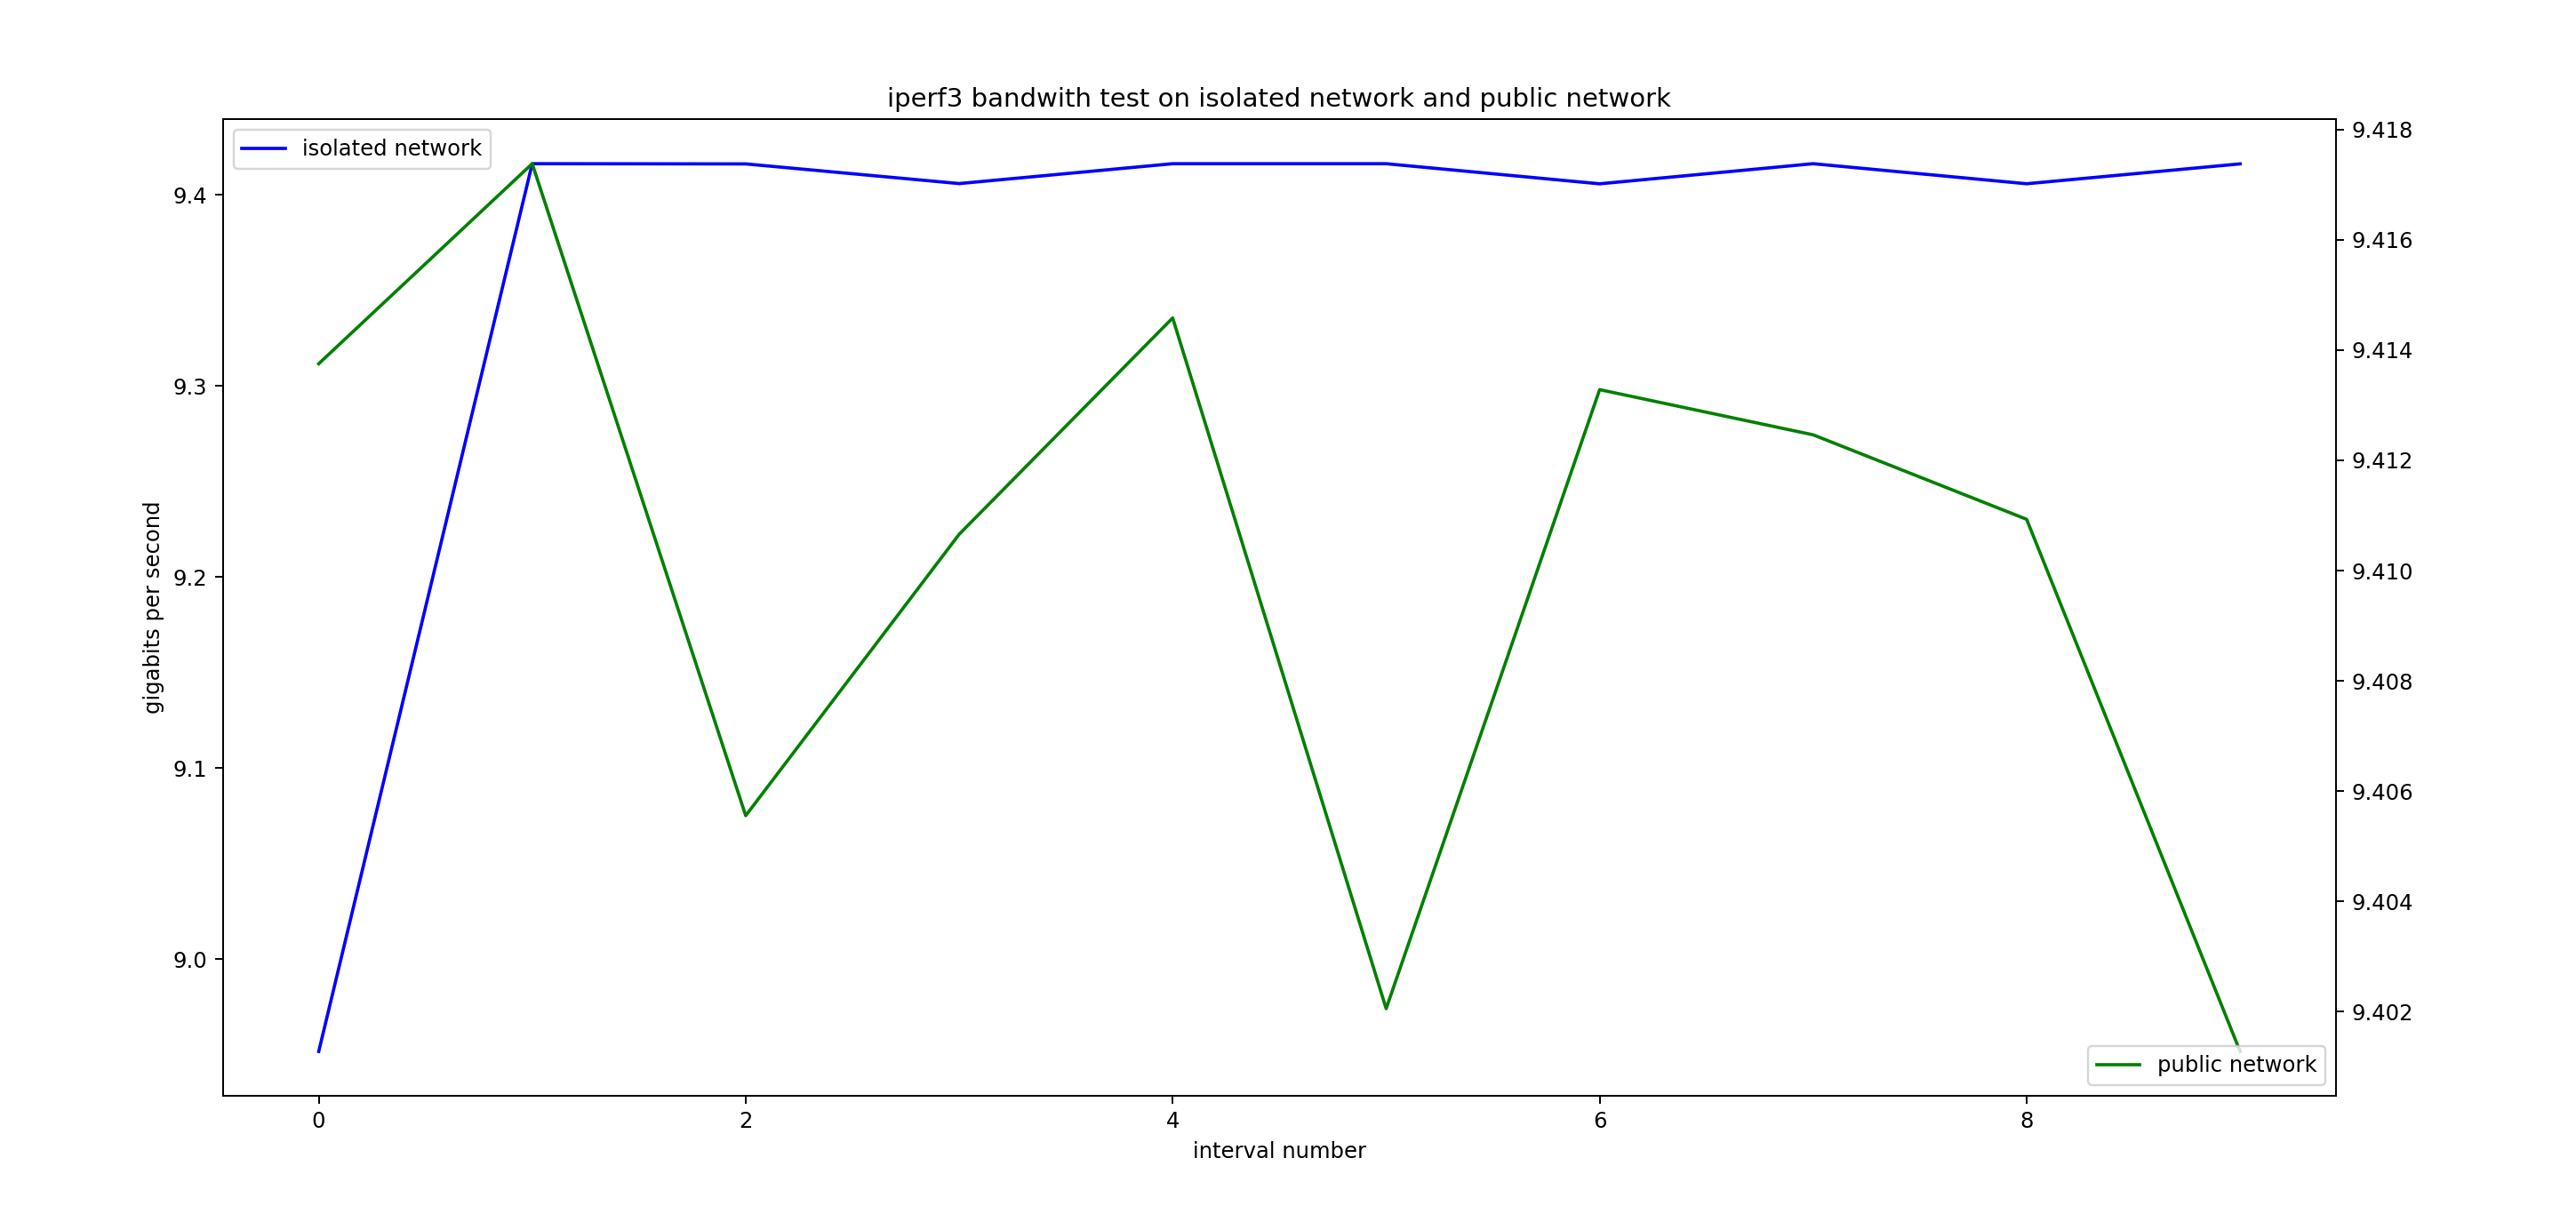 iperf3 bandwith test on isolated network and public network
isolated network
9.4
9.3
9.2
9.1
9.0
gigabits per second
9.418
9.416
9.414
9.412
9.410
9.408
9.406
9.404
9.402
public network
0 2 4 6 8
interval number